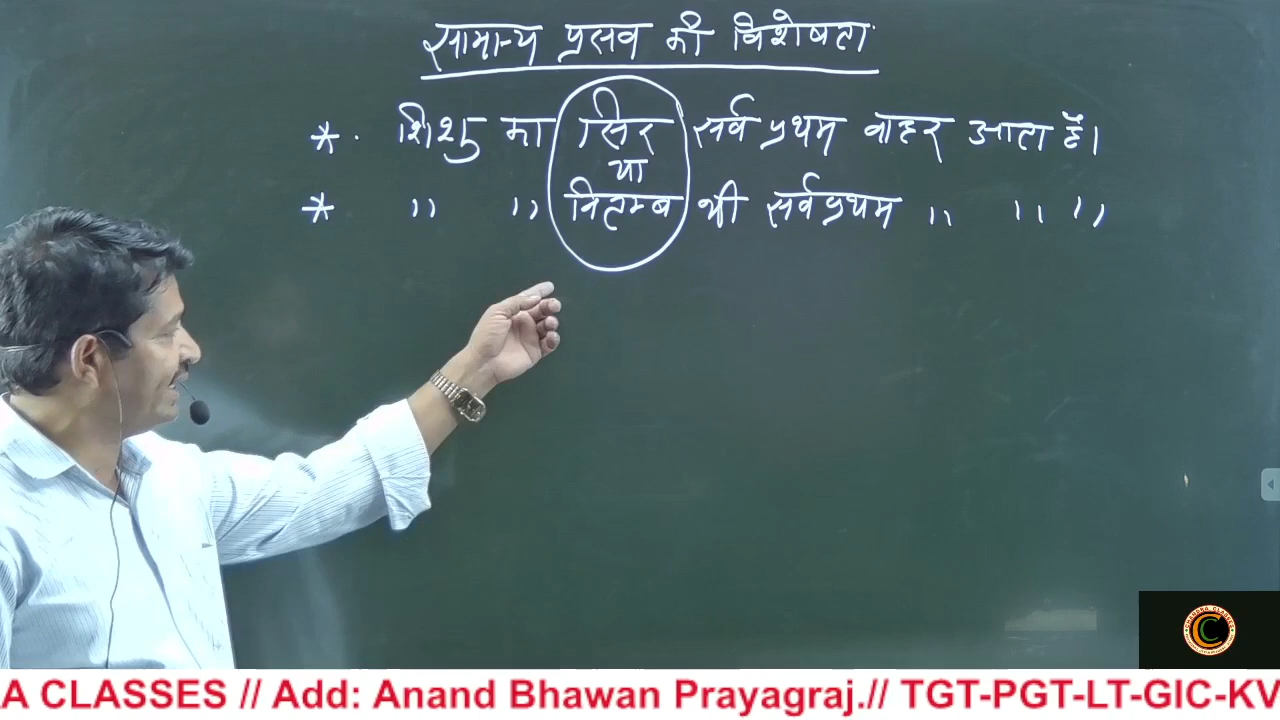 सामान्य प्रसव की विशेषता
* . शिशु का सिर सर्व प्रथम बाहर आता है।
या
* " " नितम्ब भी सर्वप्रथम " " "
A CLASSES // Add: Anand Bhawan Prayagraj.// TGT-PGT-LT-GIC-KV